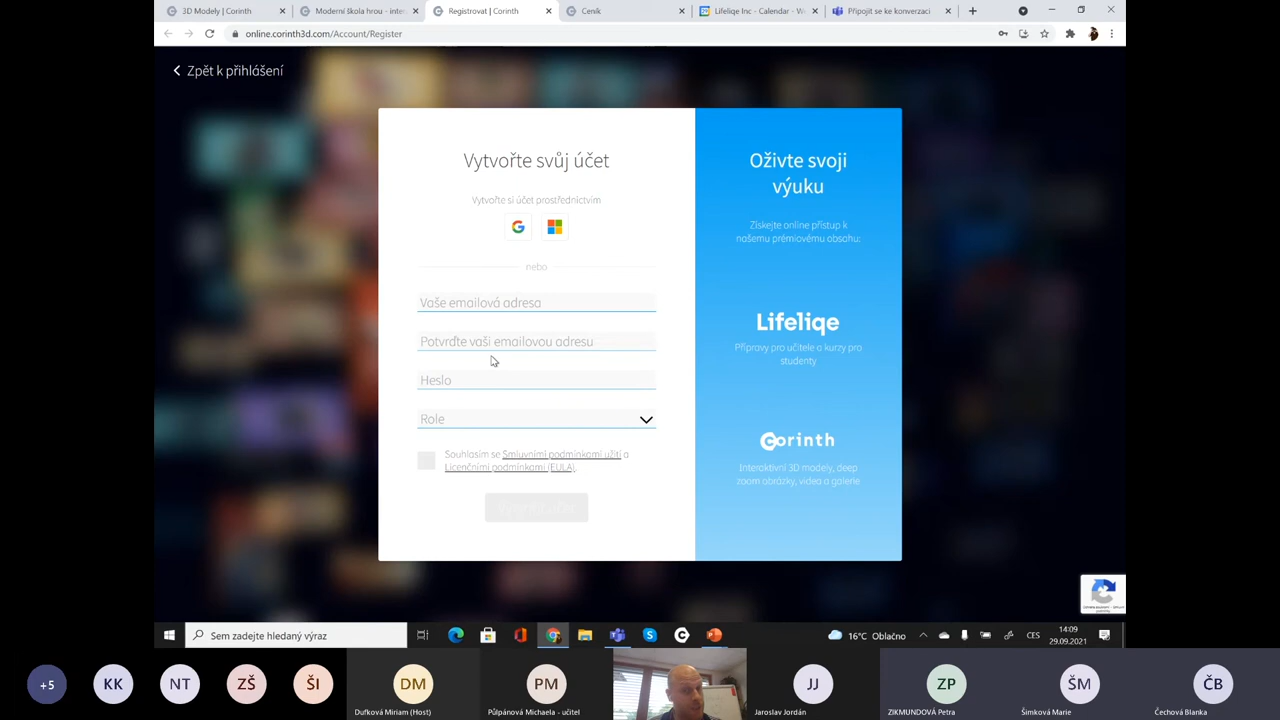 3D Modely | Corinth
Moderní škola hrou - inte
Registrovat | Corinth
Ceník
Lifeliqe Inc - Calendar - W
Připojit se ke konverzaci
online.corinth3d.com/Account/Register
Zpět k přihlášení
Vytvořte svůj účet
Vytvořte si účet prostřednictvím
nebo
Vaše emailová adresa
Potvrďte vaši emailovou adresu
Heslo
Role
Souhlasím se Smluvními podmínkami užití a
Licenčními podmínkami (EULA).
Oživte svoji
výuku
Získejte online přístup k
našemu prémiovému obsahu:
Lifeliqe
Přípravy pro učitele a kurzy pro
studenty
corinth
Interaktivní 3D modely, deep
zoom obrázky, videa a galerie
Sem zadejte hledaný výraz
16°C Oblačno
CES
14:09
29.09.2021
+5
KK
NT
ZŠ
ŠI
DM
Dufková Miriam (Host)
PM
Půlpánová Michaela - učitel
JJ
Jaroslav Jordán
ZP
ZIKMUNDOVÁ Petra
ŠM
Šimková Marie
ČB
Čechová Blanka